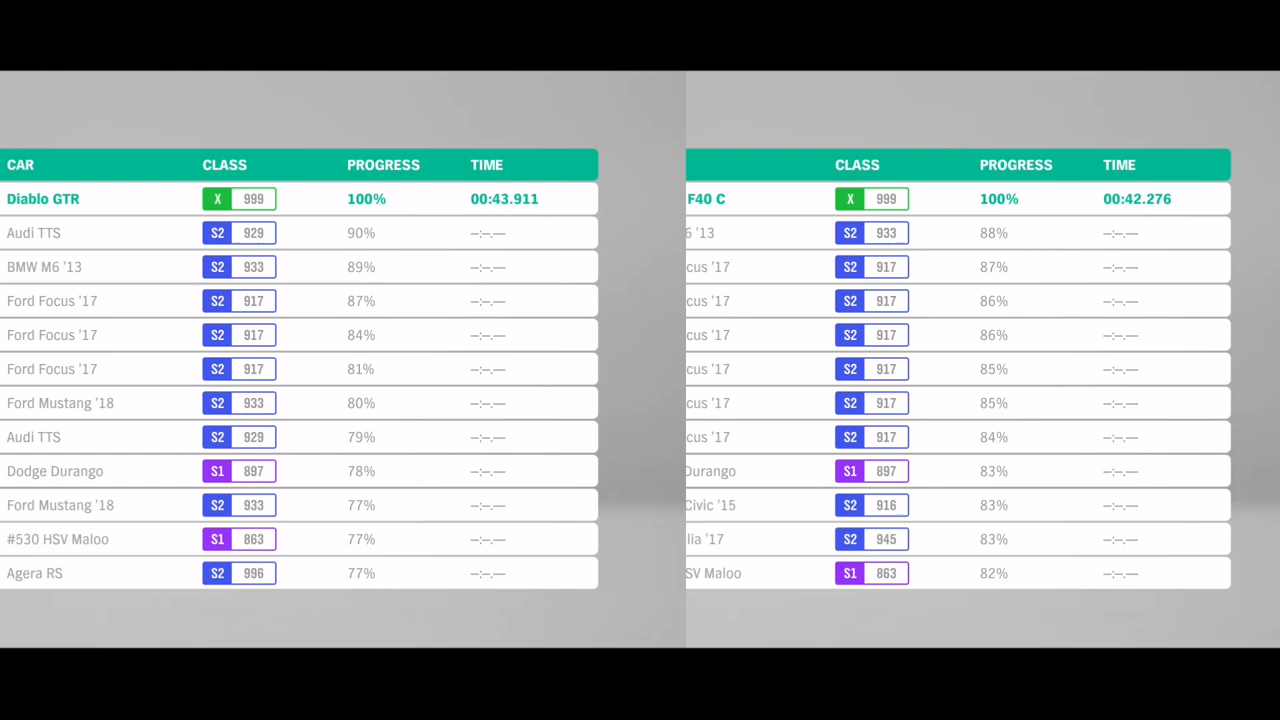 CAR CLASS PROGRESS TIME
Diablo GTR X 999 100% 00:43.911
Audi TTS S2 929 90% --:--.---
BMW M6 '13 S2 933 89% --:--.---
Ford Focus '17 S2 917 87% --:--.---
Ford Focus '17 S2 917 84% --:--.---
Ford Focus '17 S2 917 81% --:--.---
Ford Mustang '18 S2 933 80% --:--.---
Audi TTS S2 929 79% --:--.---
Dodge Durango S1 897 78% --:--.---
Ford Mustang '18 S2 933 77% --:--.---
#530 HSV Maloo S1 863 77% --:--.---
Agera RS S2 996 77% --:--.---
CLASS PROGRESS TIME
F40 C X 999 100% 00:42.276
6 '13 S2 933 88% --:--.---
cus '17 S2 917 87% --:--.---
cus '17 S2 917 86% --:--.---
cus '17 S2 917 86% --:--.---
cus '17 S2 917 85% --:--.---
cus '17 S2 917 85% --:--.---
cus '17 S2 917 84% --:--.---
Durango S1 897 83% --:--.---
Civic '15 S2 916 83% --:--.---
lia '17 S2 945 83% --:--.---
SV Maloo S1 863 82% --:--.---